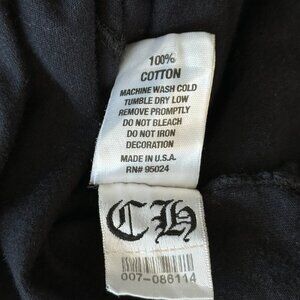 100%
COTTON
MACHINE WASH COLD
TUMBLE DRY LOW
REMOVE PROMPTLY
DO NOT BLEACH
DO NOT IRON
DECORATION
MADE IN U.S.A.
RN# 95024
CH
007-086114